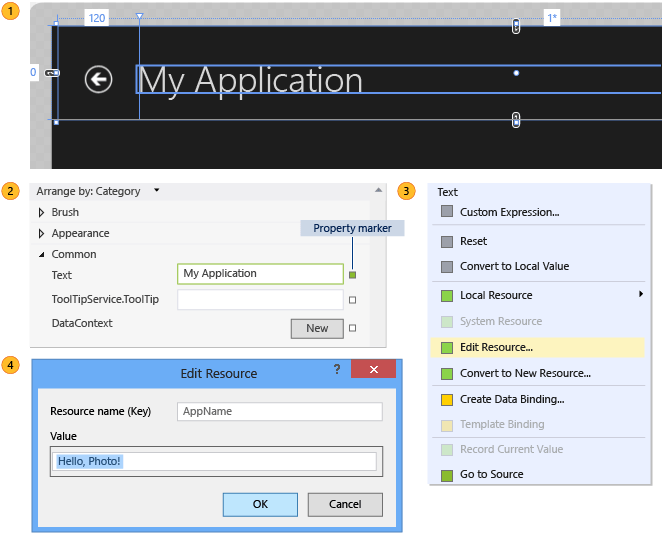 1
120
1*
0
My Application
2
Arrange by: Category
Brush
Appearance
Property marker
Common
Text
My Application
ToolTipService.ToolTip
DataContext
New
3
Text
Custom Expression...
Reset
Convert to Local Value
Local Resource
System Resource
Edit Resource...
Convert to New Resource...
Create Data Binding...
Template Binding
Record Current Value
Go to Source
4
Edit Resource
?
Resource name (Key)
AppName
Value
Hello, Photo!
OK
Cancel